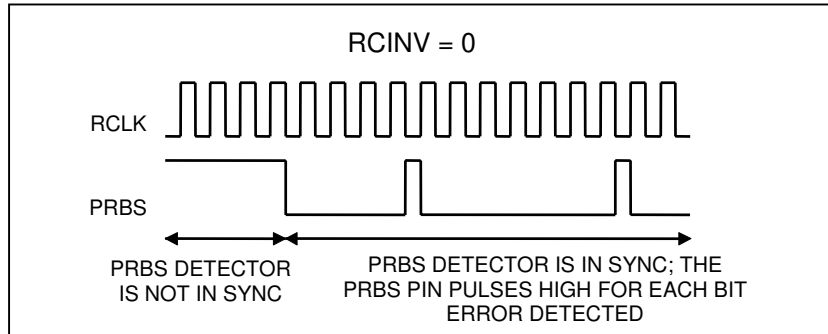 RCINV = 0
RCLK
PRBS
PRBS DETECTOR
IS NOT IN SYNC
PRBS DETECTOR IS IN SYNC; THE
PRBS PIN PULSES HIGH FOR EACH BIT
ERROR DETECTED